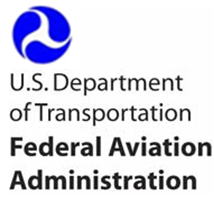 U.S. Department
of Transportation
Federal Aviation
Administration